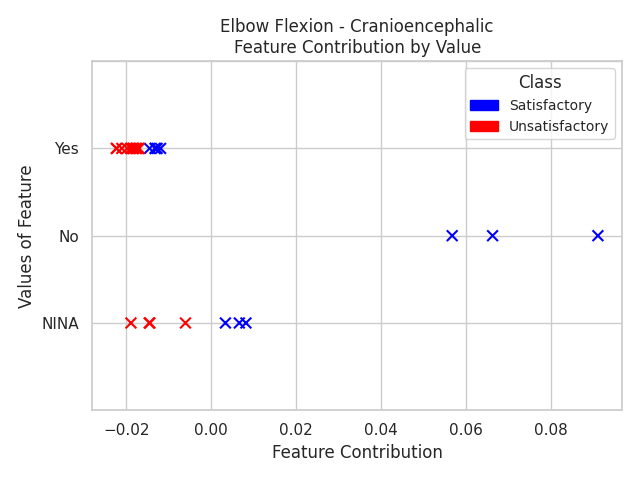 Elbow Flexion - Cranioencephalic
Feature Contribution by Value
Class
Satisfactory
Unsatisfactory
Values of Feature
Yes
No
NINA
−0.02 0.00 0.02 0.04 0.06 0.08
Feature Contribution